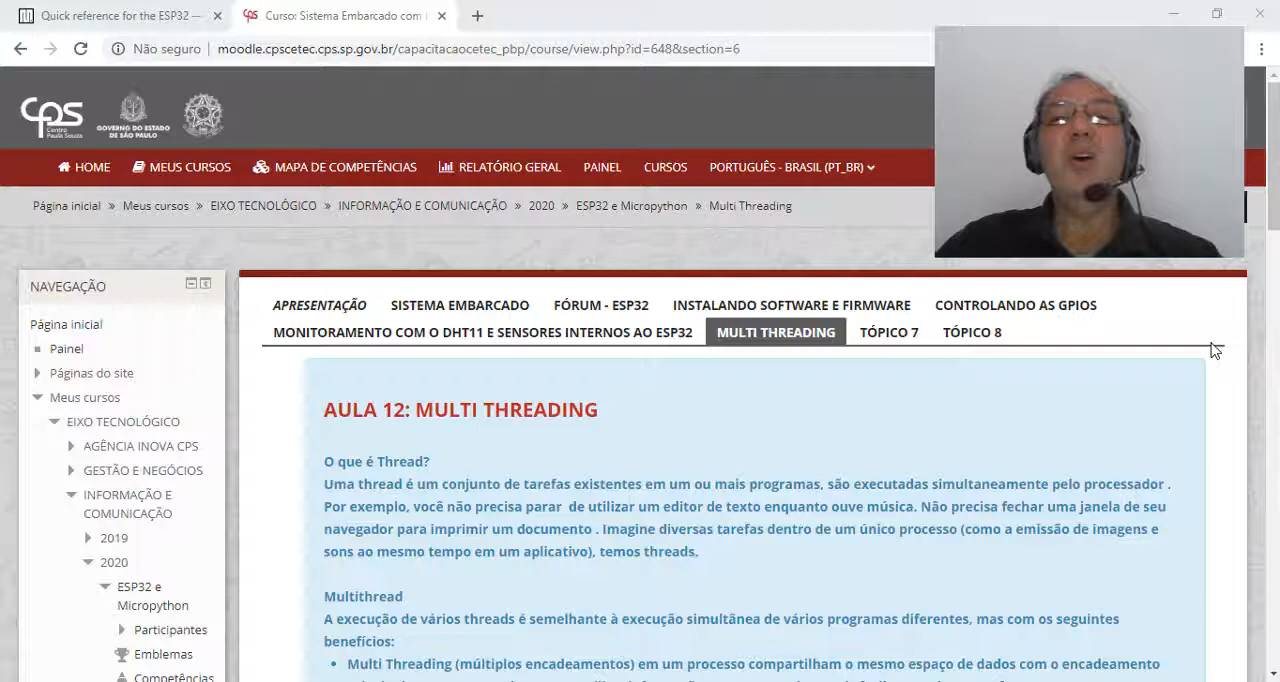 Quick reference for the ESP32 —
Curso: Sistema Embarcado com
Não seguro | moodle.cpscetec.cps.sp.gov.br/capacitacaocetec_pbp/course/view.php?id=648&section=6
cps
Centro
Paula Souza
GOVERNO DO ESTADO
DE SÃO PAULO
HOME MEUS CURSOS MAPA DE COMPETÊNCIAS RELATÓRIO GERAL PAINEL CURSOS PORTUGUÊS - BRASIL (PT_BR)
Página inicial » Meus cursos » EIXO TECNOLÓGICO » INFORMAÇÃO E COMUNICAÇÃO » 2020 » ESP32 e Micropython » Multi Threading
NAVEGAÇÃO
Página inicial
Painel
Páginas do site
Meus cursos
EIXO TECNOLÓGICO
AGÊNCIA INOVA CPS
GESTÃO E NEGÓCIOS
INFORMAÇÃO E
COMUNICAÇÃO
2019
2020
ESP32 e
Micropython
Participantes
Emblemas
Competências
APRESENTAÇÃO SISTEMA EMBARCADO FÓRUM - ESP32 INSTALANDO SOFTWARE E FIRMWARE CONTROLANDO AS GPIOS
MONITORAMENTO COM O DHT11 E SENSORES INTERNOS AO ESP32 MULTI THREADING TÓPICO 7 TÓPICO 8
AULA 12: MULTI THREADING
O que é Thread?
Uma thread é um conjunto de tarefas existentes em um ou mais programas, são executadas simultaneamente pelo processador .
Por exemplo, você não precisa parar de utilizar um editor de texto enquanto ouve música. Não precisa fechar uma janela de seu
navegador para imprimir um documento . Imagine diversas tarefas dentro de um único processo (como a emissão de imagens e
sons ao mesmo tempo em um aplicativo), temos threads.
Multithread
A execução de vários threads é semelhante à execução simultânea de vários programas diferentes, mas com os seguintes
benefícios:
• Multi Threading (múltiplos encadeamentos) em um processo compartilham o mesmo espaço de dados com o encadeamento